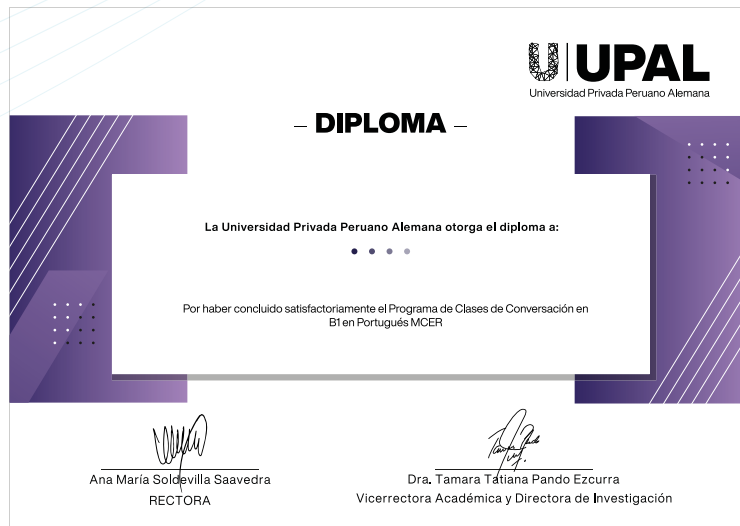 UPAL
Universidad Privada Peruano Alemana
– DIPLOMA –
La Universidad Privada Peruano Alemana otorga el diploma a:
Por haber concluido satisfactoriamente el Programa de Clases de Conversación en
B1 en Portugués MCER
Ana María Soldevilla Saavedra
RECTORA
Dra. Tamara Tatiana Pando Ezcurra
Vicerrectora Académica y Directora de Investigación